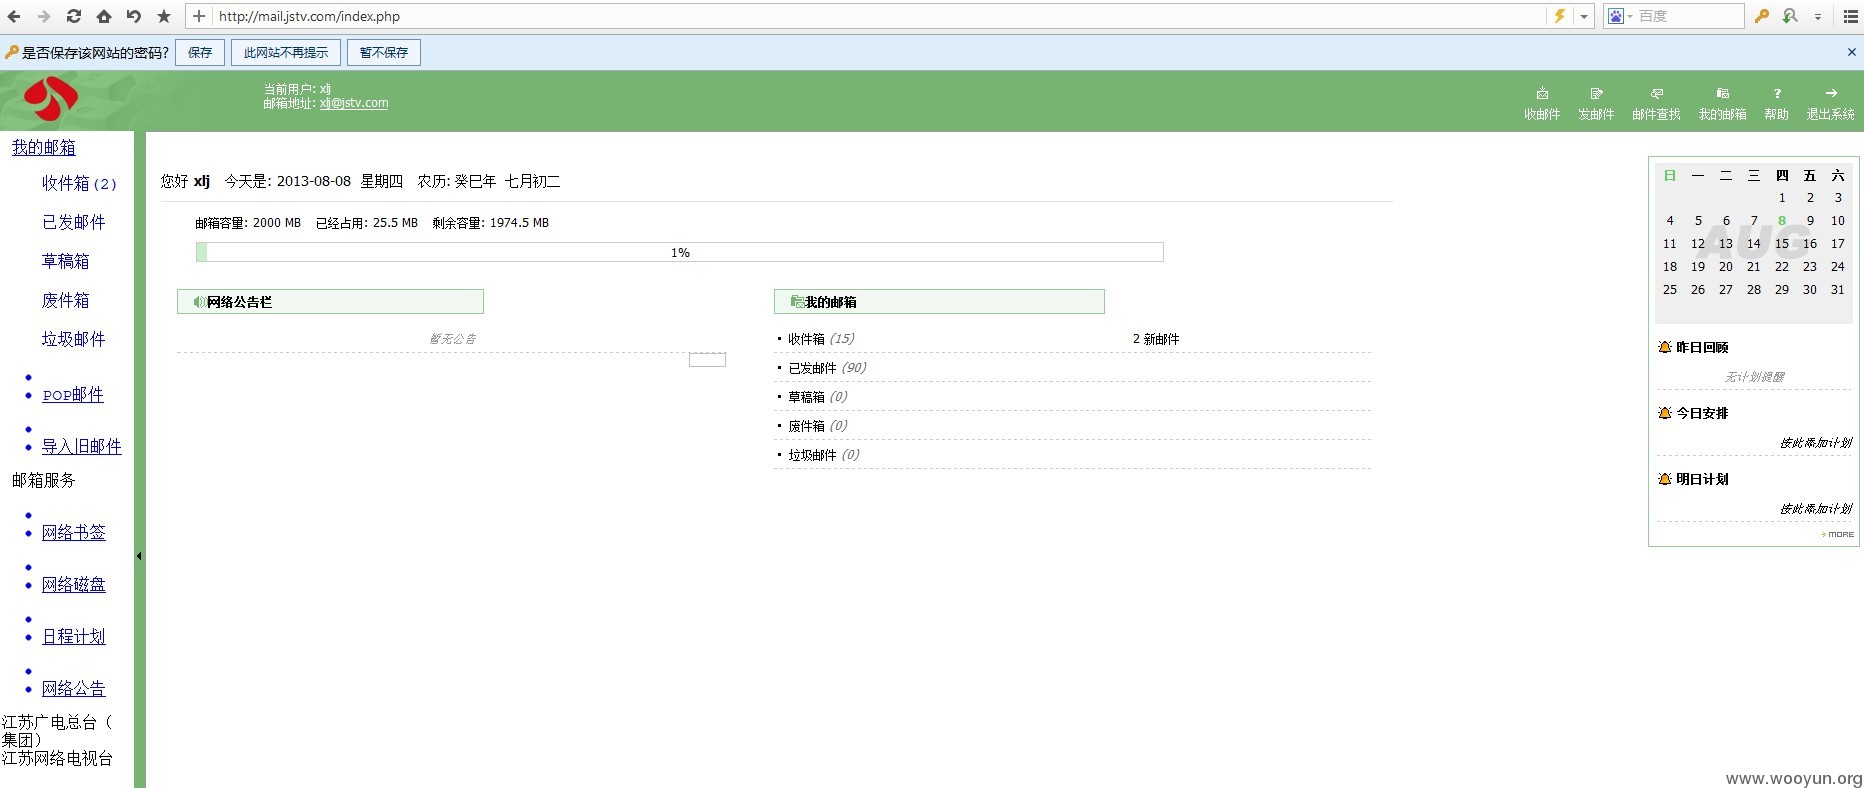 http://mail.jstv.com/index.php
百度
是否保存该网站的密码? 保存 此网站不再提示 暂不保存
当前用户: xlj
邮箱地址: xlj@jstv.com
收邮件 发邮件 邮件查找 我的邮箱 帮助 退出系统
我的邮箱
收件箱(2)
已发邮件
草稿箱
废件箱
垃圾邮件
POP邮件
导入旧邮件
邮箱服务
网络书签
网络磁盘
日程计划
网络公告
江苏广电总台（
集团）
江苏网络电视台
您好 xlj 今天是: 2013-08-08 星期四 农历: 癸巳年 七月初二
邮箱容量: 2000 MB 已经占用: 25.5 MB 剩余容量: 1974.5 MB
1%
网络公告栏
暂无公告
我的邮箱
收件箱 (15) 2 新邮件
已发邮件 (90)
草稿箱 (0)
废件箱 (0)
垃圾邮件 (0)
AUG
日 一 二 三 四 五 六
1 2 3
4 5 6 7 8 9 10
11 12 13 14 15 16 17
18 19 20 21 22 23 24
25 26 27 28 29 30 31
昨日回顾
无计划提醒
今日安排
按此添加计划
明日计划
按此添加计划
MORE
www.wooyun.org